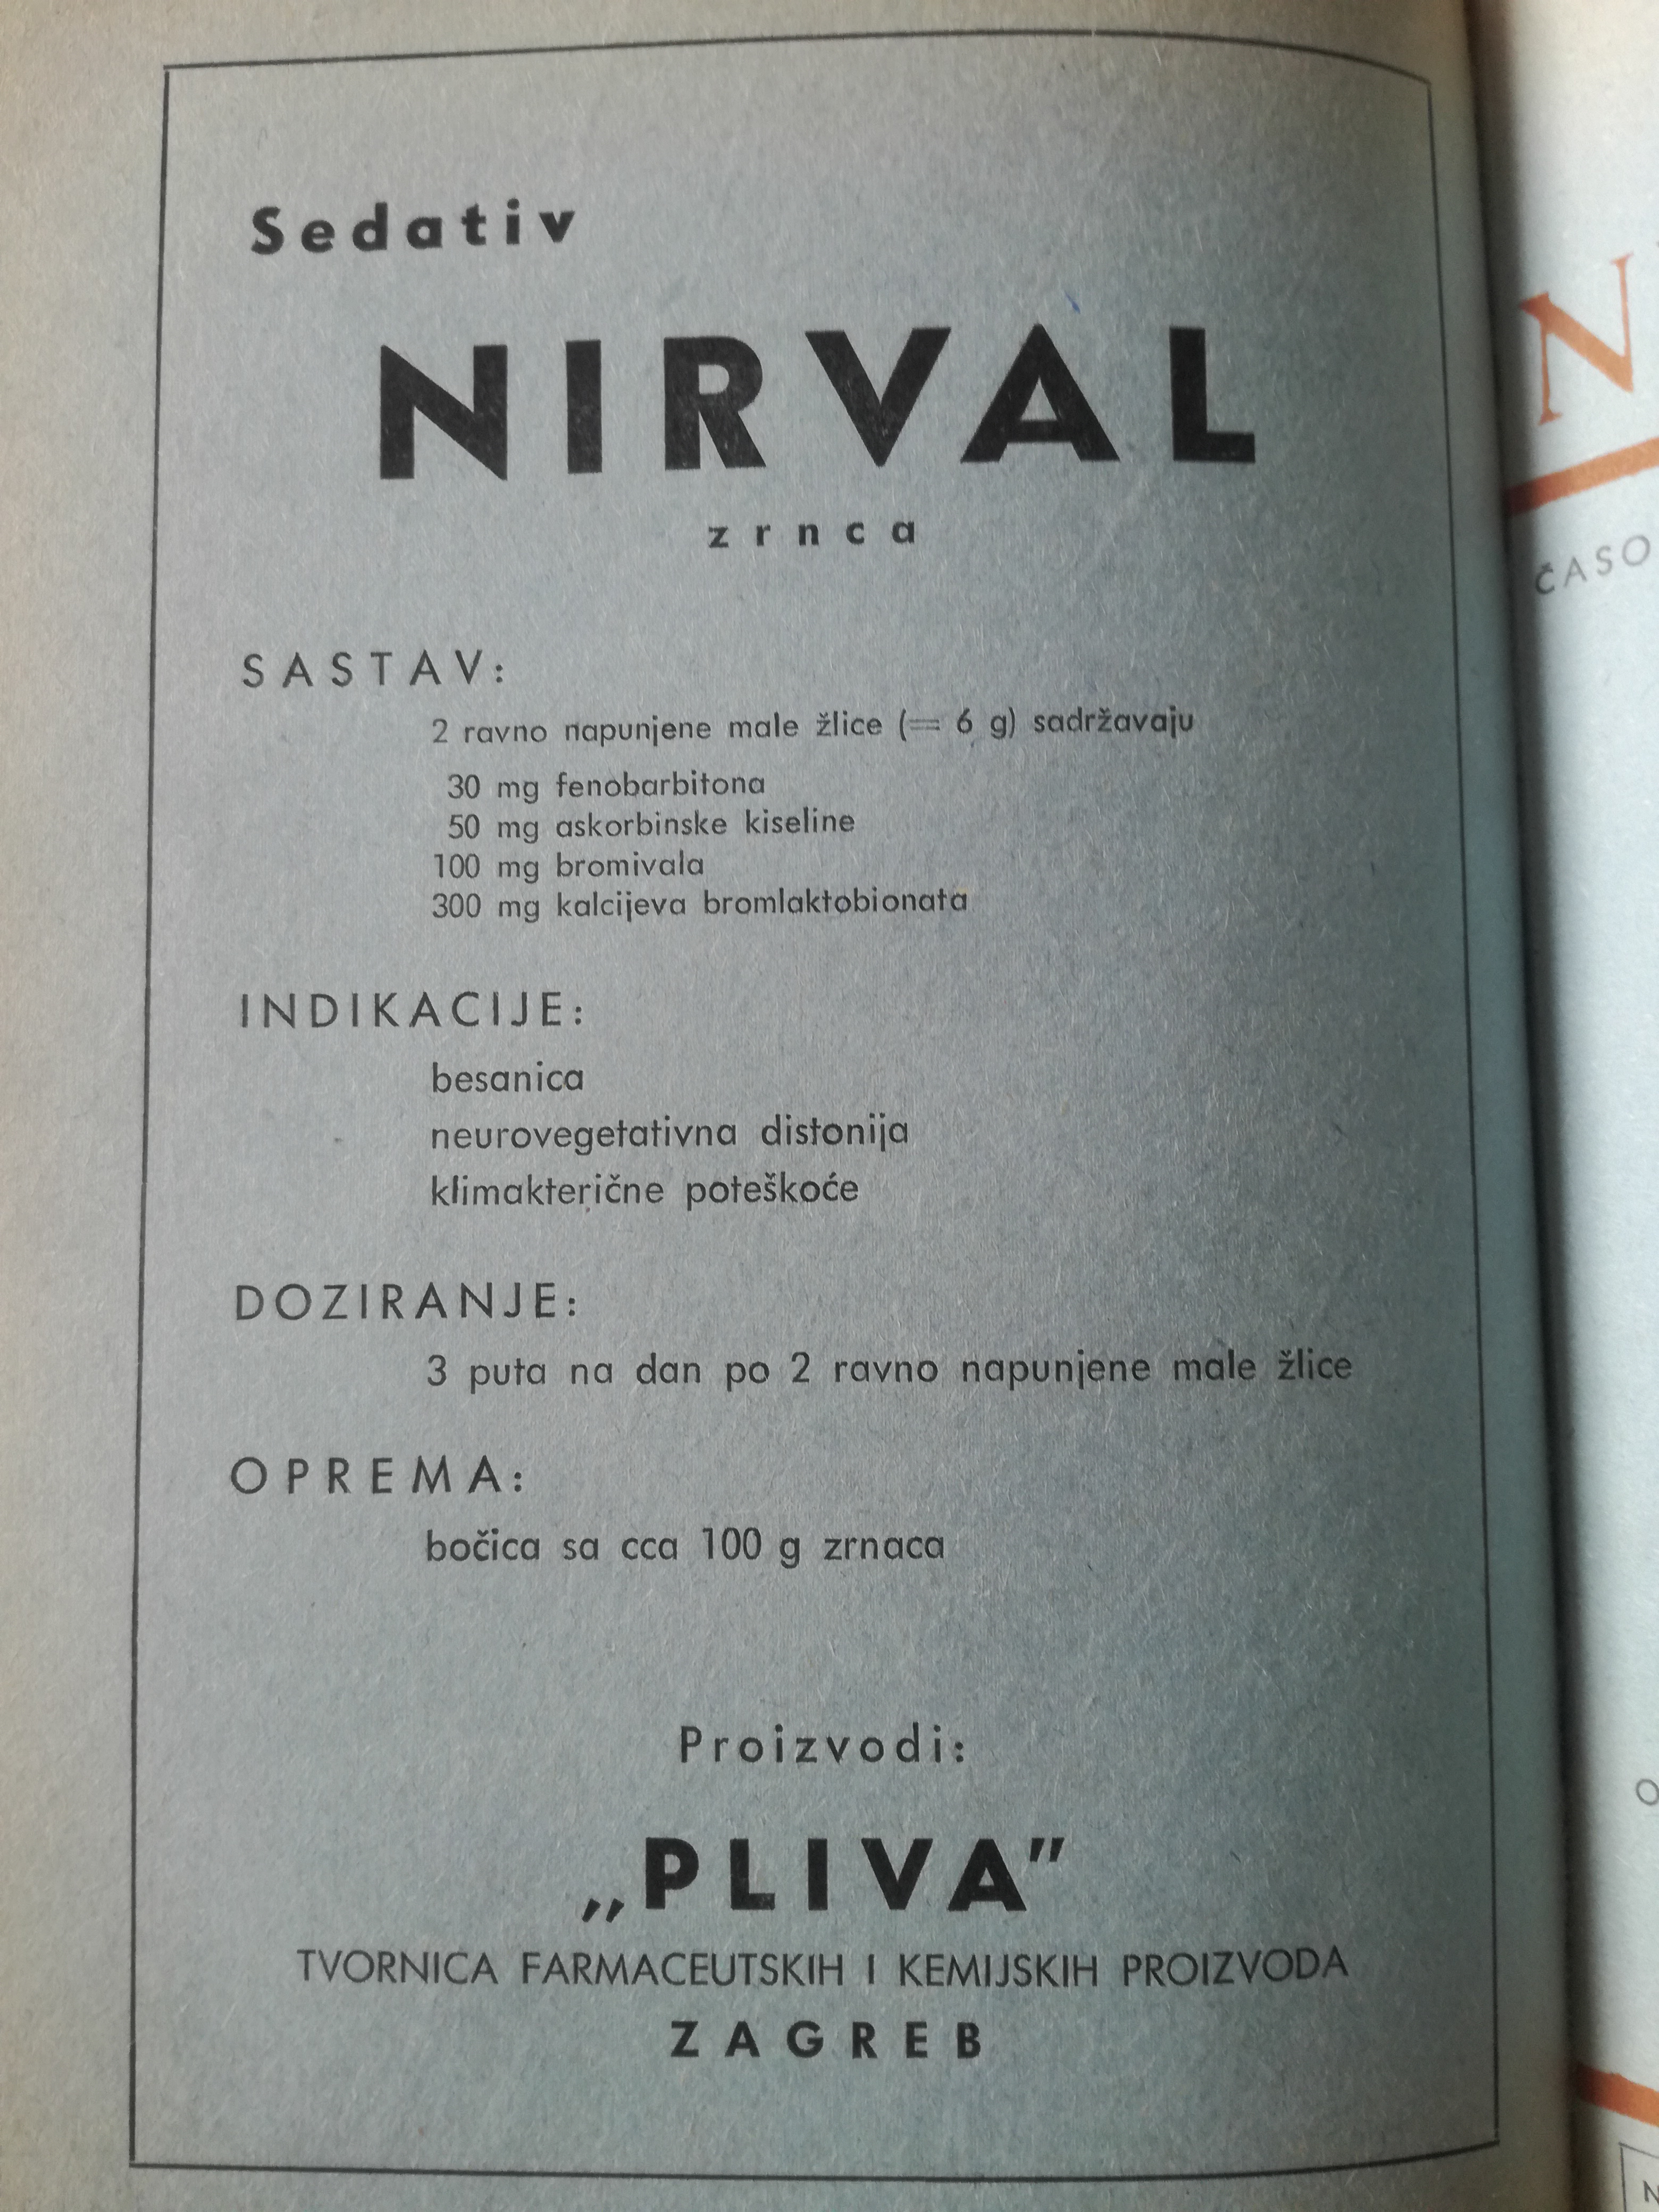 Sedativ
NIRVAL
zrnca
SASTAV:
2 ravno napunjene male žlice (= 6 g) sadržavaju
30 mg fenobarbitona
50 mg askorbinske kiseline
100 mg bromivala
300 mg kalcijeva bromlaktobionata
INDIKACIJE:
besanica
neurovegetativna distonija
klimakterične poteškoće
DOZIRANJE:
3 puta na dan po 2 ravno napunjene male žlice
OPREMA:
bočica sa cca 100 g zrnaca
Proizvodi:
„PLIVA"
TVORNICA FARMACEUTSKIH I KEMIJSKIH PROIZVODA
ZAGREB